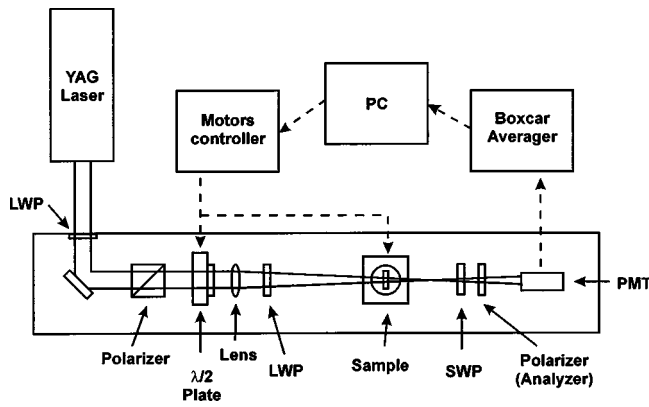 YAG
Laser
Motors
controller
PC
Boxcar
Averager
LWP
PMT
Polarizer
λ/2
Plate
Lens
LWP
Sample
SWP
Polarizer
(Analyzer)